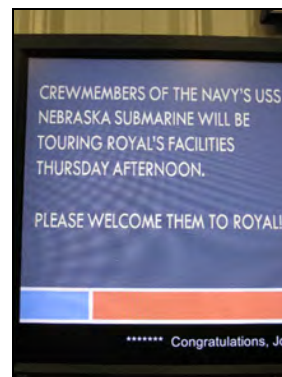 CREWMEMBERS OF THE NAVY'S USS
NEBRASKA SUBMARINE WILL BE
TOURING ROYAL'S FACILITIES
THURSDAY AFTERNOON.
PLEASE WELCOME THEM TO ROYAL!
******* Congratulations, Jo